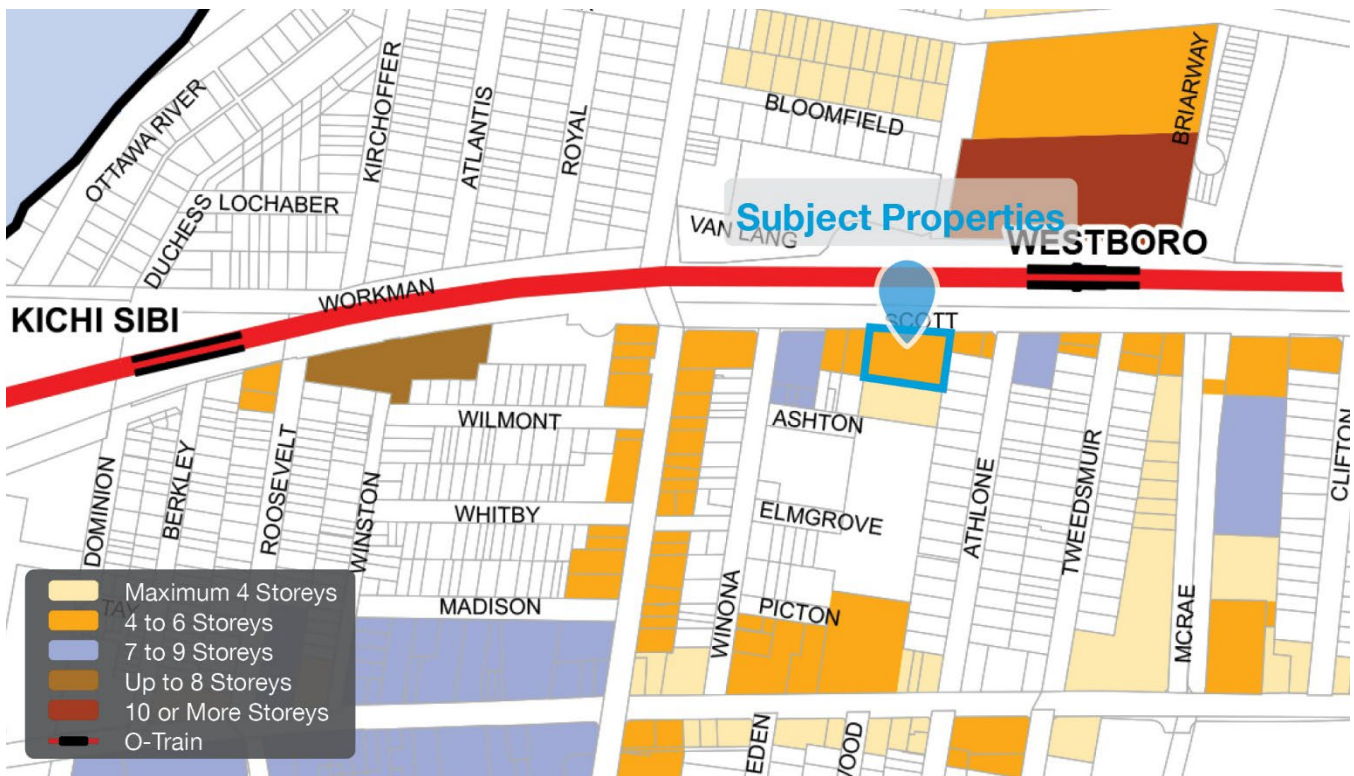 OTTAWA RIVER
DUCHESS
LOCHABER
KIRCHOFFER
ATLANTIS
ROYAL
BLOOMFIELD
BRIARWAY
VAN LANG
Subject Properties
WESTBORO
KICHI SIBI
WORKMAN
SCOTT
WILMONT
ASHTON
DOMINION
BERKLEY
ROOSEVELT
WINSTON
WHITBY
ELMGROVE
ATHLONE
TWEEDSMUIR
CLIFTON
MADISON
WINONA
PICTON
MCRAE
TAY
EDEN
WOOD
Maximum 4 Storeys
4 to 6 Storeys
7 to 9 Storeys
Up to 8 Storeys
10 or More Storeys
O-Train